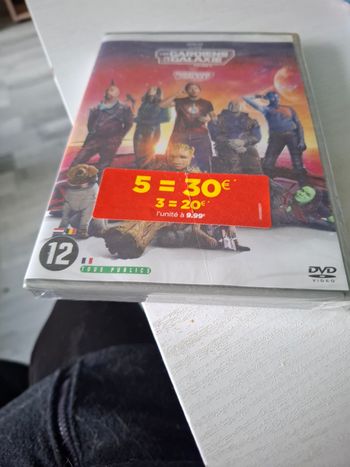 LES GARDIENS
DE LA GALAXIE
5 = 30€*
3 = 20€*
l'unité à 9.99€
12
TOUS PUBLICS
DVD
VIDEO